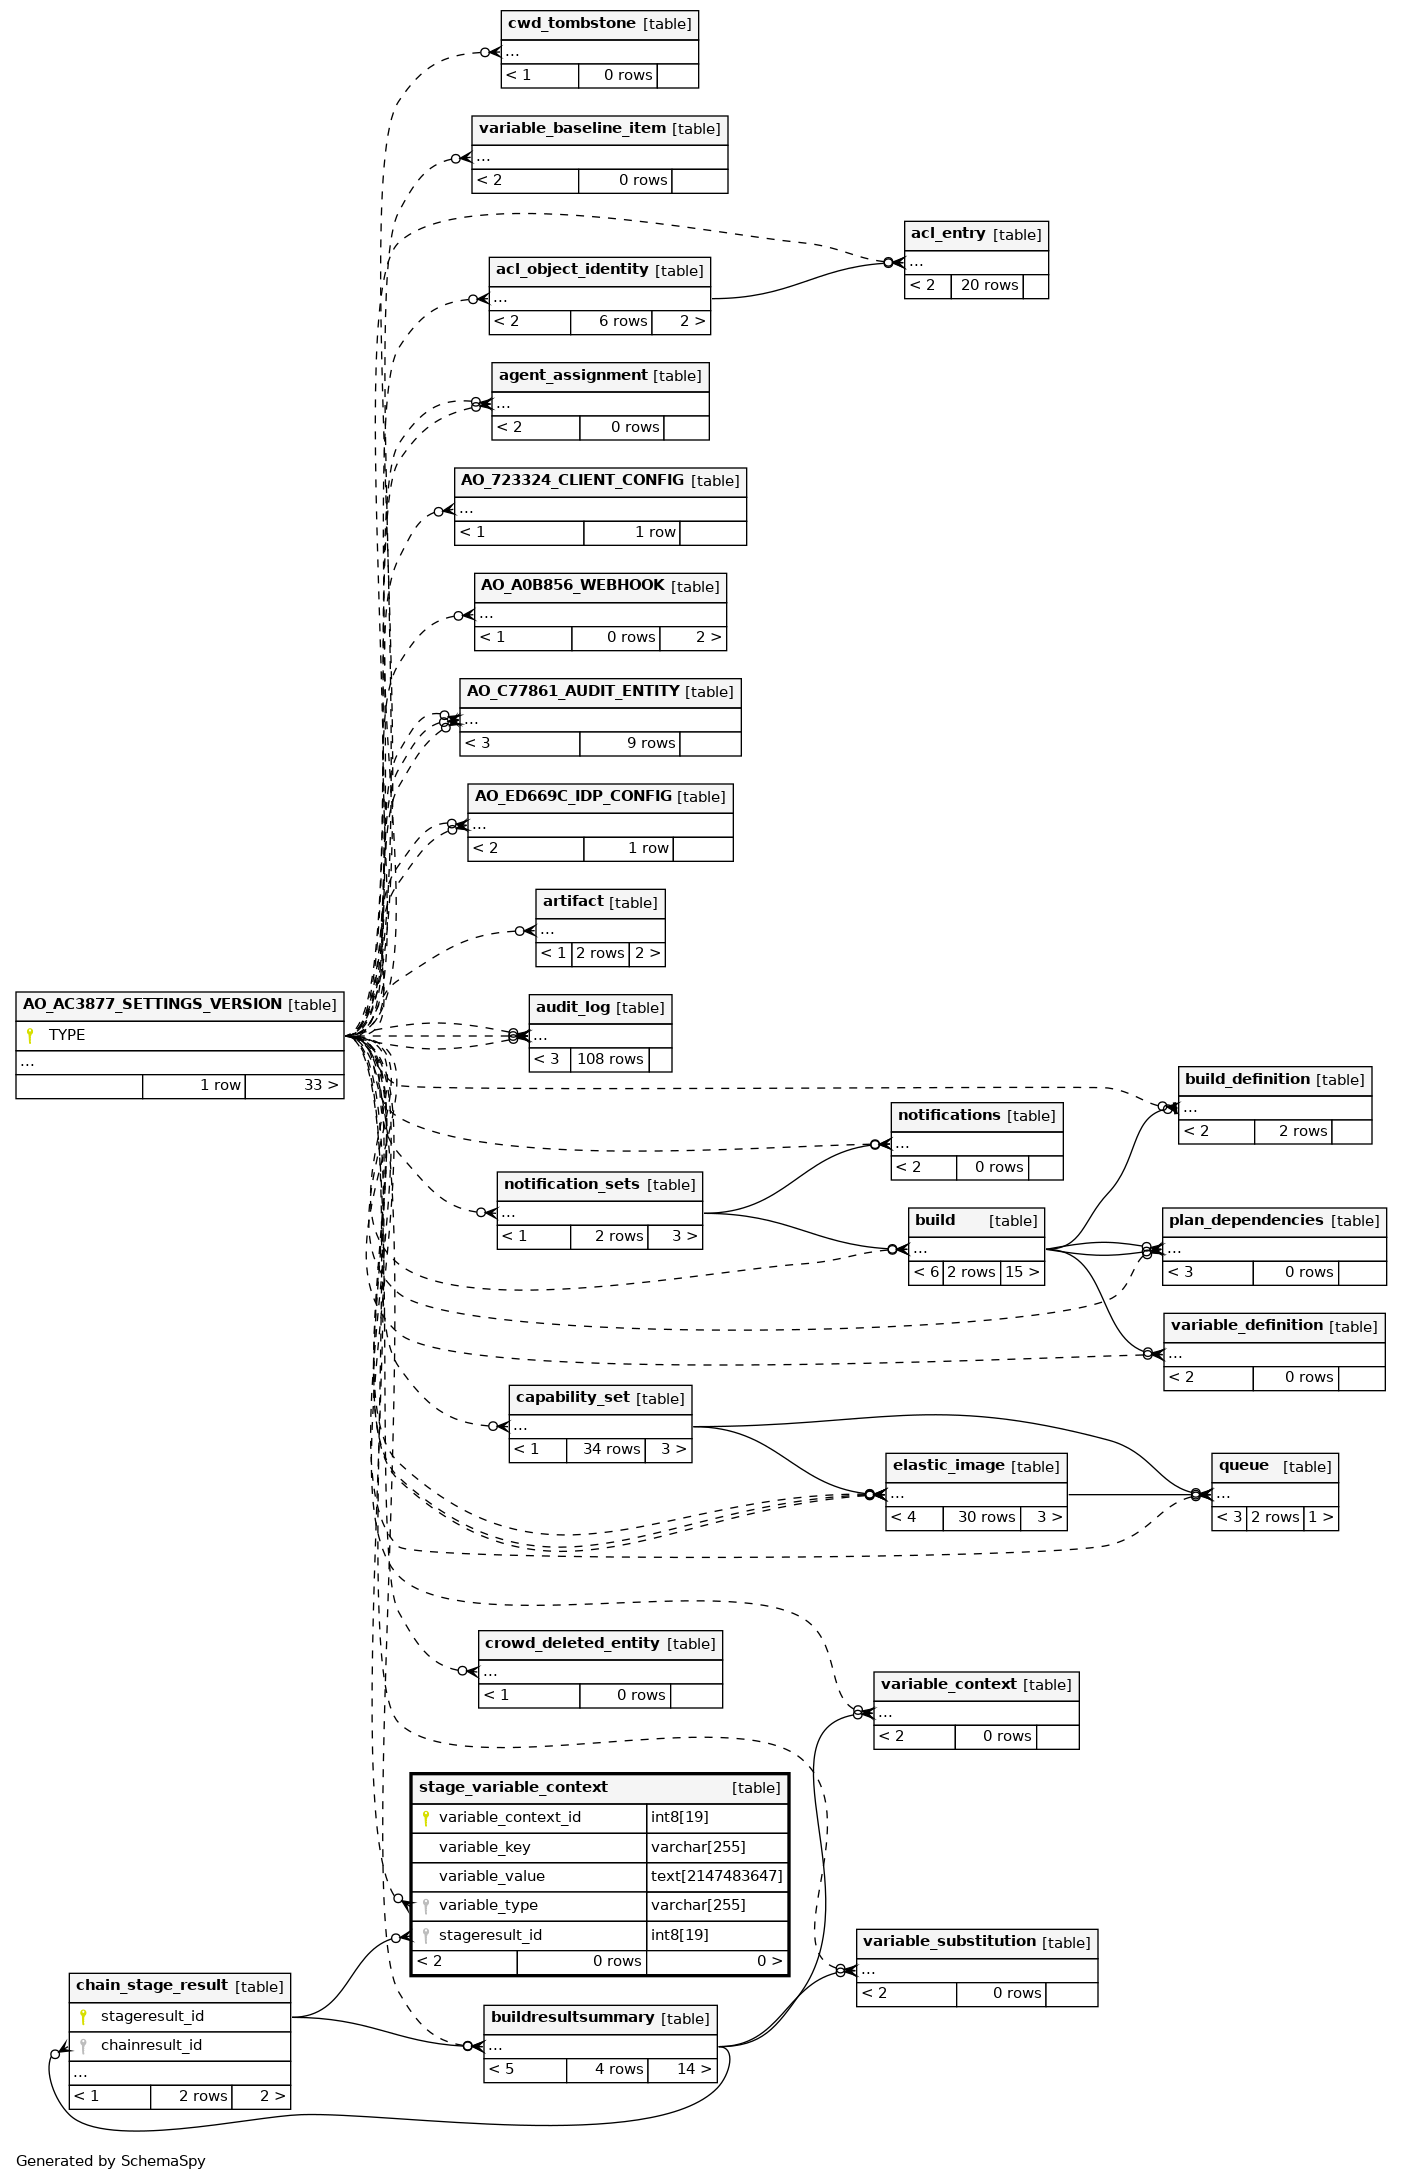 cwd_tombstone [table]
...
< 1 0 rows
variable_baseline_item [table]
...
< 2 0 rows
acl_entry [table]
...
< 2 20 rows
acl_object_identity [table]
...
< 2 6 rows 2 >
agent_assignment [table]
...
< 2 0 rows
AO_723324_CLIENT_CONFIG [table]
...
< 1 1 row
AO_A0B856_WEBHOOK [table]
...
< 1 0 rows 2 >
AO_C77861_AUDIT_ENTITY [table]
...
< 3 9 rows
AO_ED669C_IDP_CONFIG [table]
...
< 2 1 row
artifact [table]
...
< 1 2 rows 2 >
AO_AC3877_SETTINGS_VERSION [table]
TYPE
...
1 row 33 >
audit_log [table]
...
< 3 108 rows
build_definition [table]
...
< 2 2 rows
notifications [table]
...
< 2 0 rows
notification_sets [table]
...
< 1 2 rows 3 >
build [table]
...
< 6 2 rows 15 >
plan_dependencies [table]
...
< 3 0 rows
variable_definition [table]
...
< 2 0 rows
capability_set [table]
...
< 1 34 rows 3 >
elastic_image [table]
...
< 4 30 rows 3 >
queue [table]
...
< 3 2 rows 1 >
crowd_deleted_entity [table]
...
< 1 0 rows
variable_context [table]
...
< 2 0 rows
stage_variable_context [table]
variable_context_id int8[19]
variable_key varchar[255]
variable_value text[2147483647]
variable_type varchar[255]
stageresult_id int8[19]
< 2 0 rows 0 >
variable_substitution [table]
...
< 2 0 rows
chain_stage_result [table]
stageresult_id
chainresult_id
...
< 1 2 rows 2 >
buildresultsummary [table]
...
< 5 4 rows 14 >
Generated by SchemaSpy